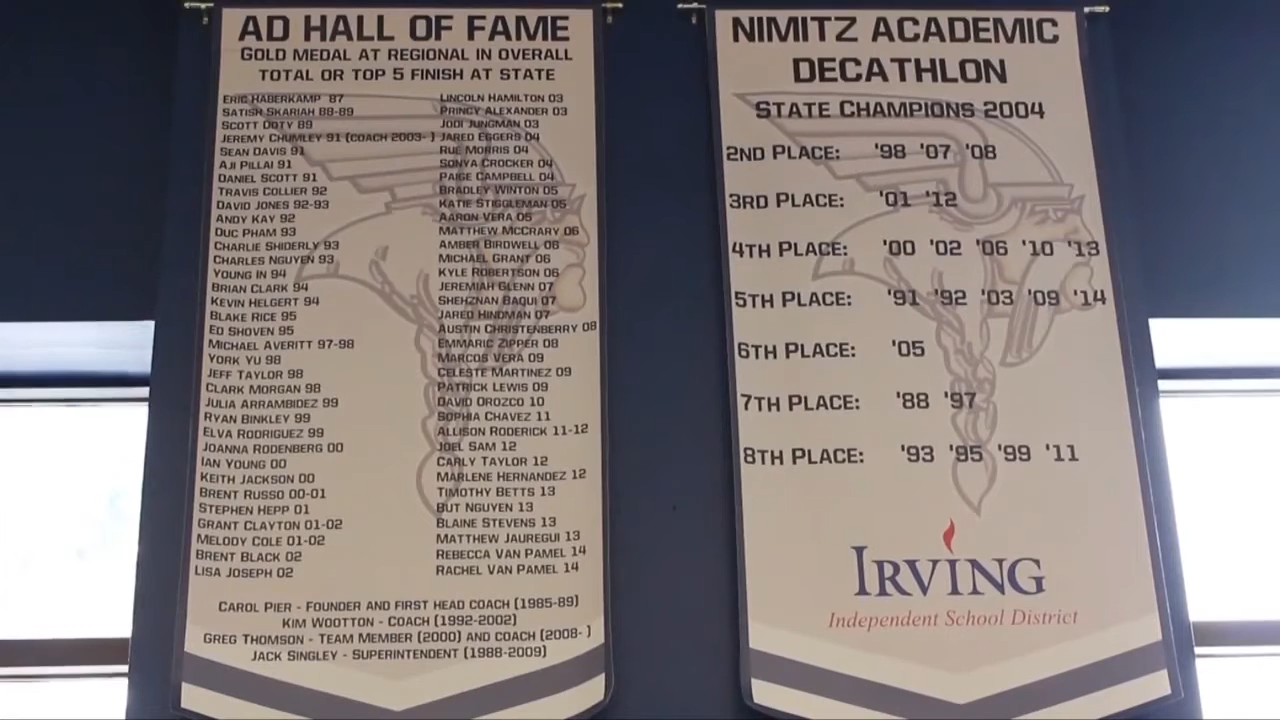 AD HALL OF FAME
GOLD MEDAL AT REGIONAL IN OVERALL
TOTAL OR TOP 5 FINISH AT STATE
ERIC HABERKAMP 87
SATISH SKARIAH 88-89
SCOTT DOTY 89
JEREMY CHUMLEY 91 (COACH 2003- )
SEAN DAVIS 91
AJI PILLAI 91
DANIEL SCOTT 91
TRAVIS COLLIER 92
DAVID JONES 92-93
ANDY KAY 92
DUC PHAM 93
CHARLIE SHIDERLY 93
CHARLES NGUYEN 93
YOUNG IN 94
BRIAN CLARK 94
KEVIN HELGERT 94
BLAKE RICE 95
ED SHOVEN 95
MICHAEL AVERITT 97-98
YORK YU 98
JEFF TAYLOR 98
CLARK MORGAN 98
JULIA ARRAMBIDEZ 99
RYAN BINKLEY 99
ELVA RODRIGUEZ 99
JOANNA RODENBERG 00
IAN YOUNG 00
KEITH JACKSON 00
BRENT RUSSO 00-01
STEPHEN HEPP 01
GRANT CLAYTON 01-02
MELODY COLE 01-02
BRENT BLACK 02
LISA JOSEPH 02
LINCOLN HAMILTON 03
PRINCY ALEXANDER 03
JODI JUNGMAN 03
JARED EGGERS 04
RUE MORRIS 04
SONYA CROCKER 04
PAIGE CAMPBELL 04
BRADLEY WINTON 05
KATIE STIGGLEMAN 05
AARON VERA 05
MATTHEW MCCRARY 06
AMBER BIRDWELL 06
MICHAEL GRANT 06
KYLE ROBERTSON 06
JEREMIAH GLENN 07
SHEHZNAN BAQUI 07
JARED HINDMAN 07
AUSTIN CHRISTENBERRY 08
EMMARIC ZIPPER 08
MARCOS VERA 09
CELESTE MARTINEZ 09
PATRICK LEWIS 09
DAVID OROZCO 10
SOPHIA CHAVEZ 11
ALLISON RODERICK 11-12
JOEL SAM 12
CARLY TAYLOR 12
MARLENE HERNANDEZ 12
TIMOTHY BETTS 13
BUT NGUYEN 13
BLAINE STEVENS 13
MATTHEW JAUREGUI 13
REBECCA VAN PAMEL 14
RACHEL VAN PAMEL 14
CAROL PIER - FOUNDER AND FIRST HEAD COACH (1985-89)
KIM WOOTTON - COACH (1992-2002)
GREG THOMSON - TEAM MEMBER (2000) AND COACH (2008- )
JACK SINGLEY - SUPERINTENDENT (1988-2009)
NIMITZ ACADEMIC
DECATHLON
STATE CHAMPIONS 2004
2ND PLACE: '98 '07 '08
3RD PLACE: '01 '12
4TH PLACE: '00 '02 '06 '10 '13
5TH PLACE: '91 '92 '03 '09 '14
6TH PLACE: '05
7TH PLACE: '88 '97
8TH PLACE: '93 '95 '99 '11
IRVING
Independent School District